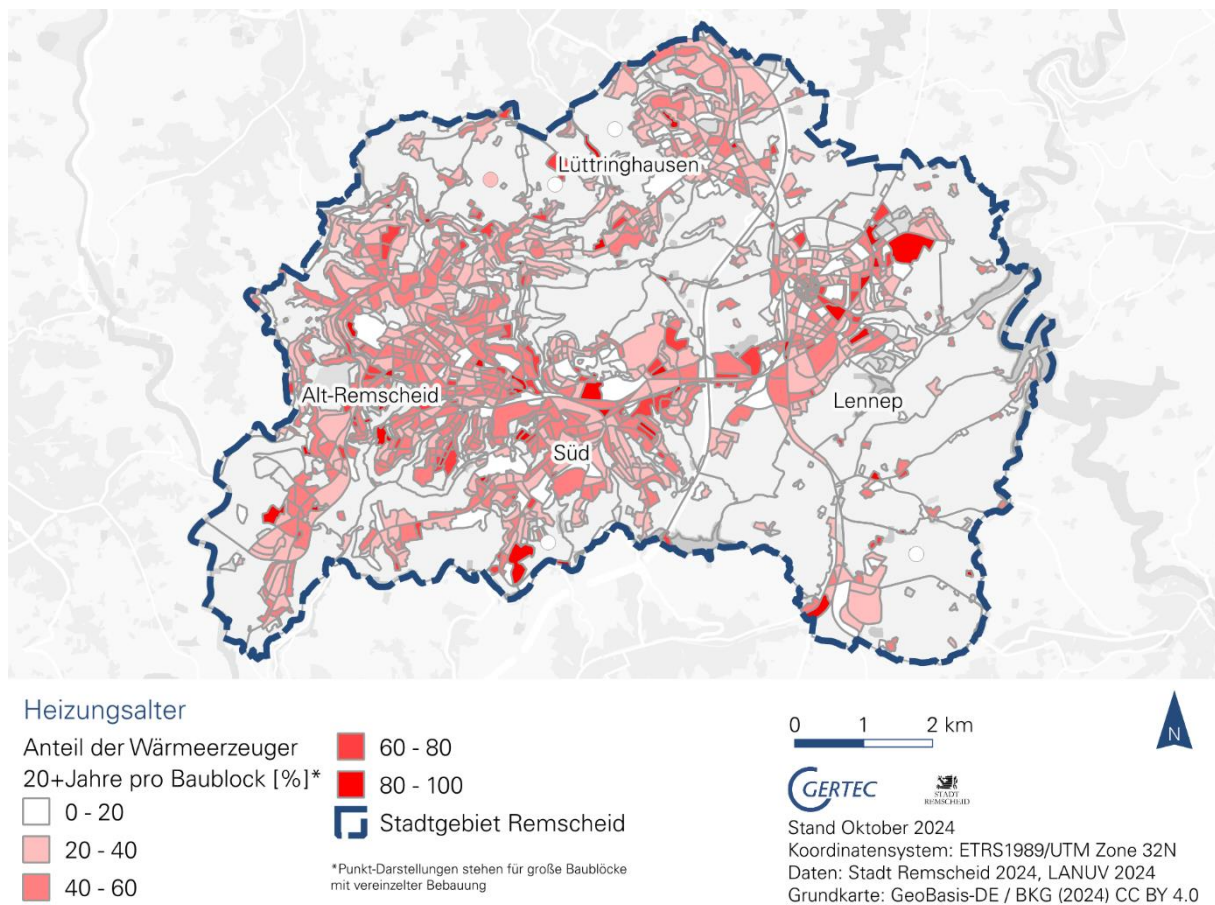 Lüttringhausen
Alt-Remscheid
Lennep
Süd
Heizungsalter
Anteil der Wärmeerzeuger
20+Jahre pro Baublock [%]*
0 - 20
20 - 40
40 - 60
60 - 80
80 - 100
Stadtgebiet Remscheid
*Punkt-Darstellungen stehen für große Baublöcke
mit vereinzelter Bebauung
0 1 2 km
N
GERTEC
STADT
REMSCHEID
Stand Oktober 2024
Koordinatensystem: ETRS1989/UTM Zone 32N
Daten: Stadt Remscheid 2024, LANUV 2024
Grundkarte: GeoBasis-DE / BKG (2024) CC BY 4.0